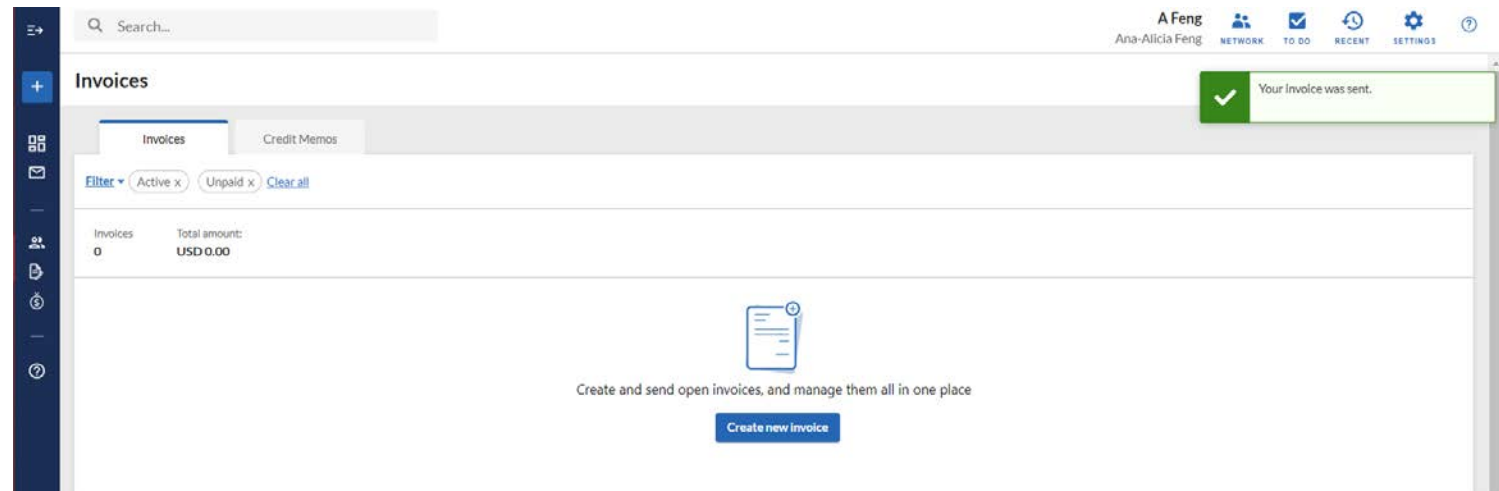 Search...
A Feng
Ana-Alicia Feng
NETWORK
TO DO
RECENT
SETTINGS
Invoices
Your invoice was sent.
Invoices
Credit Memos
Filter Active x Unpaid x Clear all
Invoices Total amount:
0 USD 0.00
Create and send open invoices, and manage them all in one place
Create new invoice